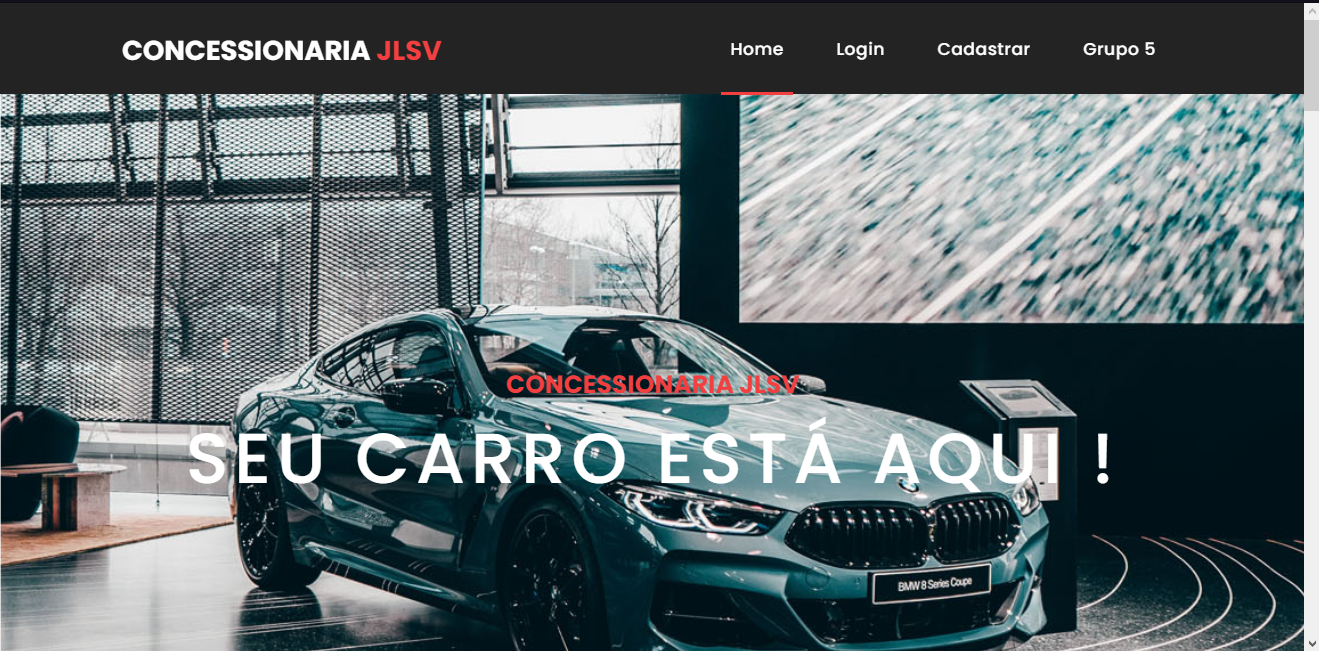 CONCESSIONARIA JLSV
Home Login Cadastrar Grupo 5
CONCESSIONARIA JLSV
SEU CARRO ESTÁ AQUI !
BMW 8 Series Coupe